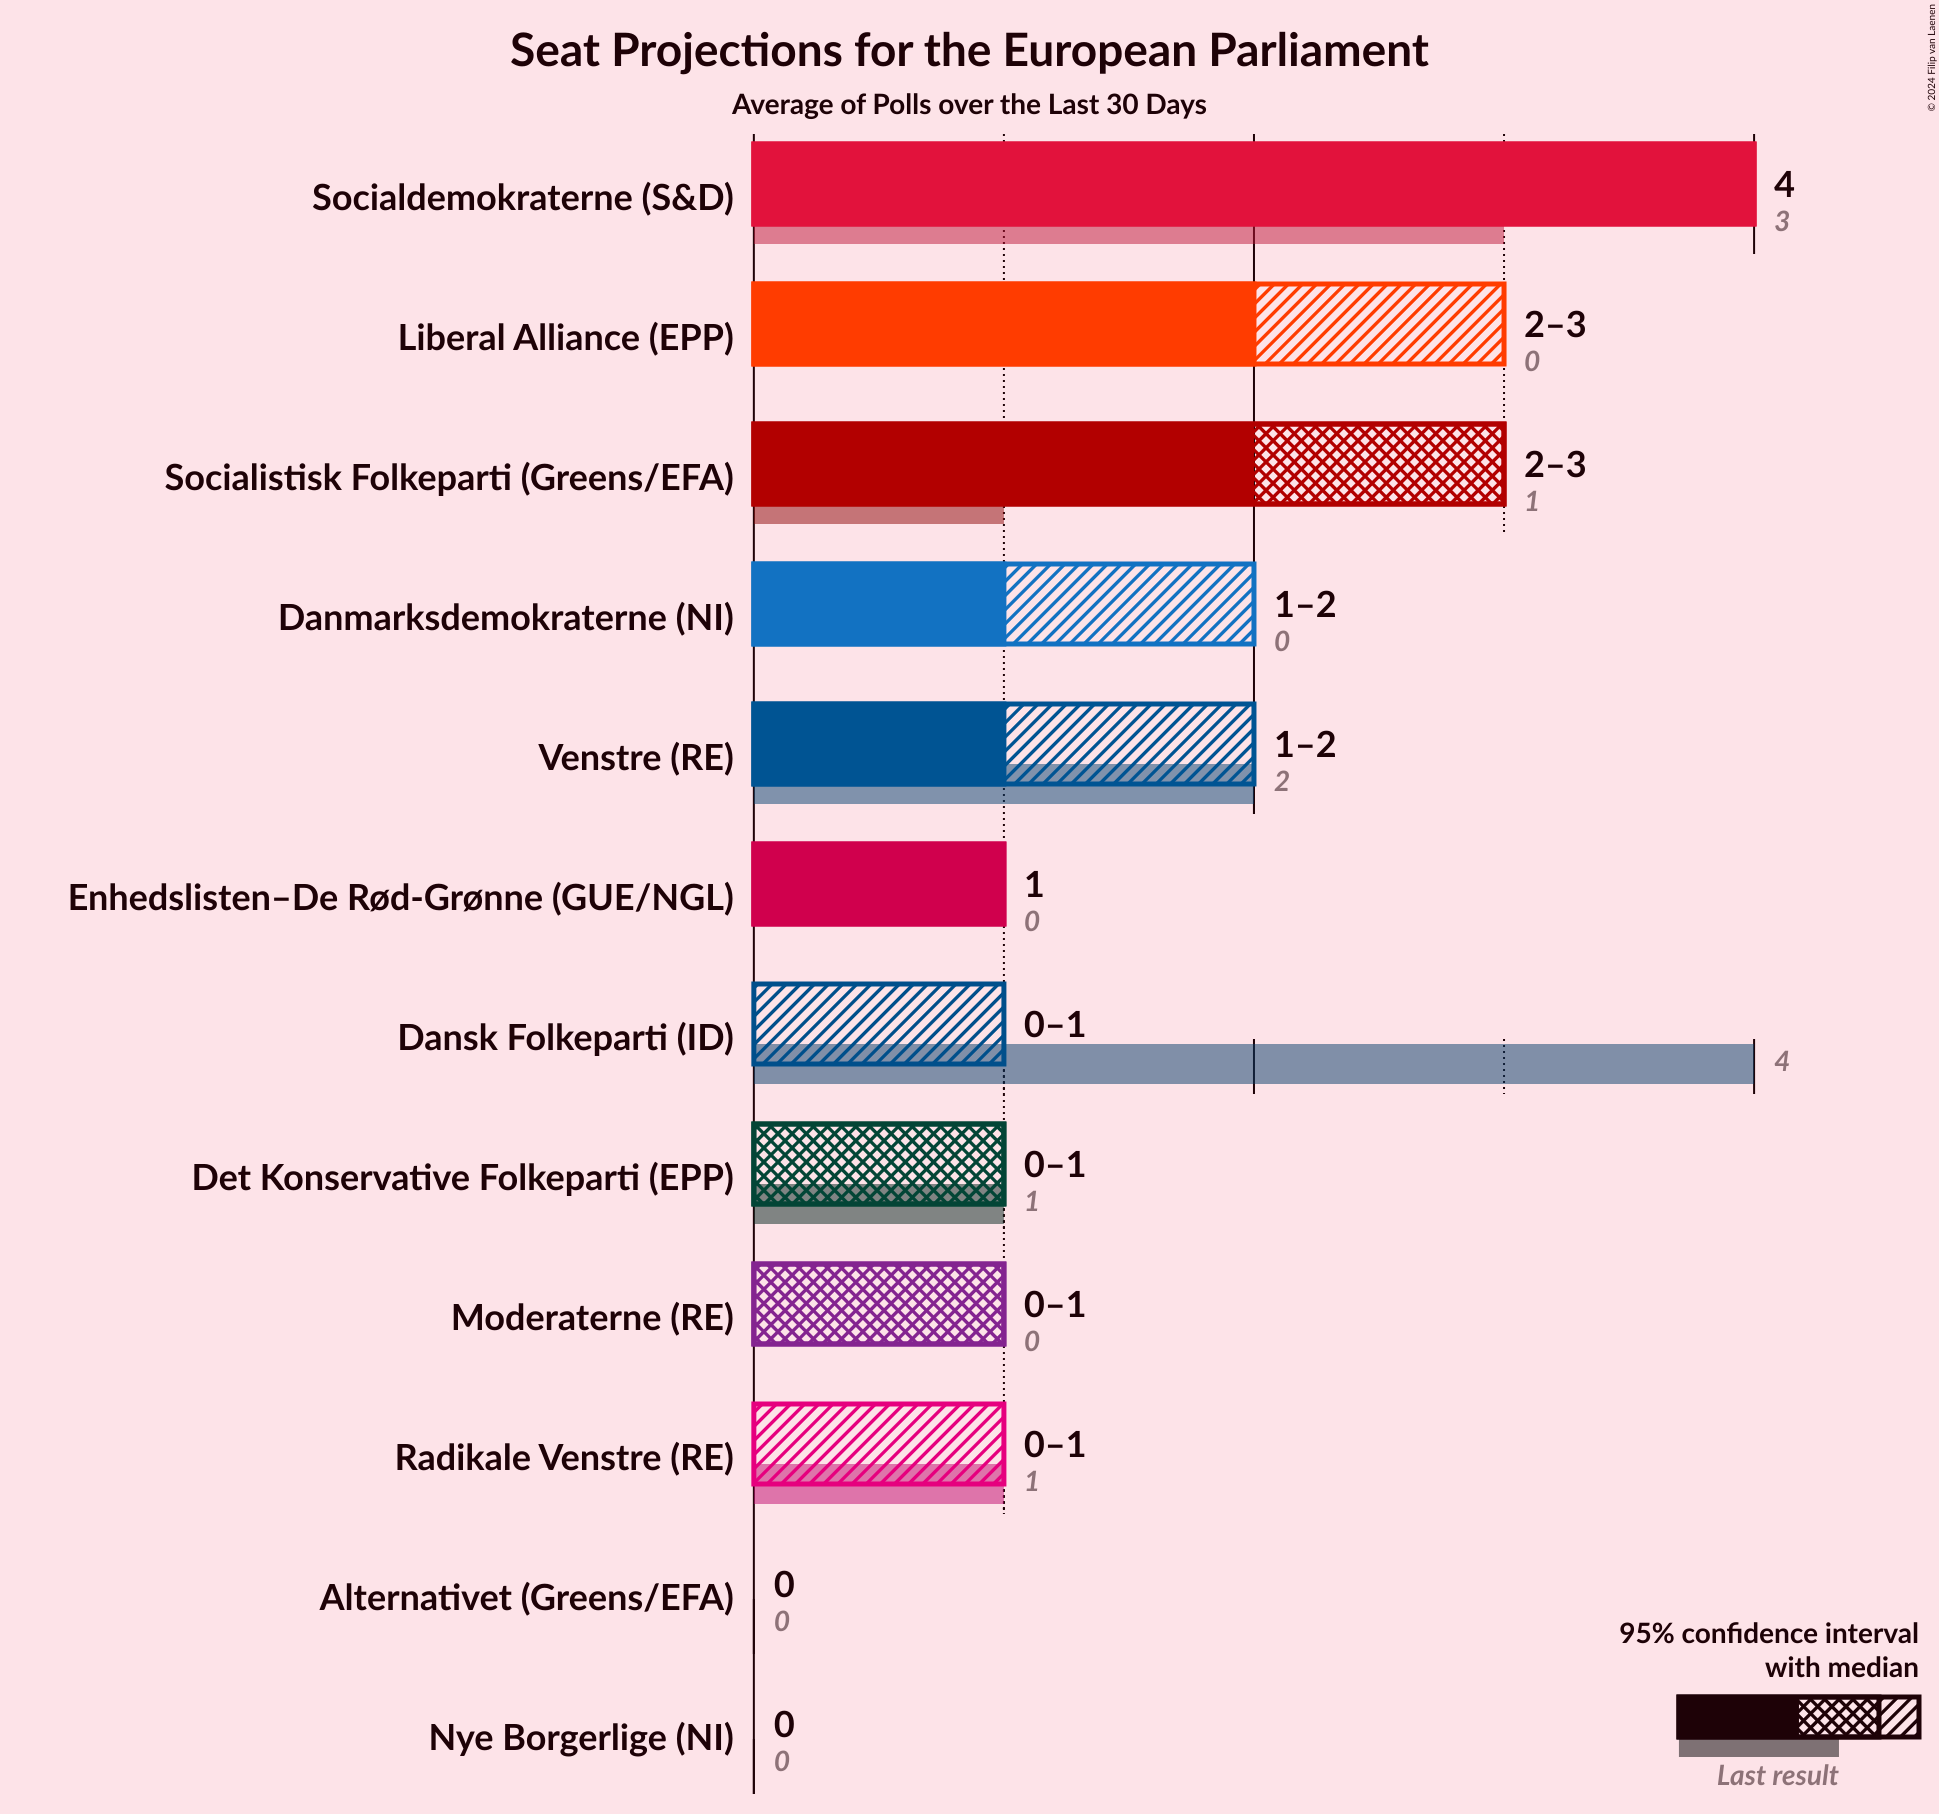 Seat Projections for the European Parliament
Average of Polls over the Last 30 Days
© 2024 Filip van Laenen
Socialdemokraterne (S&D)
4
3
Liberal Alliance (EPP)
2–3
0
Socialistisk Folkeparti (Greens/EFA)
2–3
1
Danmarksdemokraterne (NI)
1–2
0
Venstre (RE)
1–2
2
Enhedslisten–De Rød-Grønne (GUE/NGL)
1
0
Dansk Folkeparti (ID)
0–1
4
Det Konservative Folkeparti (EPP)
0–1
1
Moderaterne (RE)
0–1
0
Radikale Venstre (RE)
0–1
1
Alternativet (Greens/EFA)
0
0
Nye Borgerlige (NI)
0
0
95% confidence interval
with median
Last result